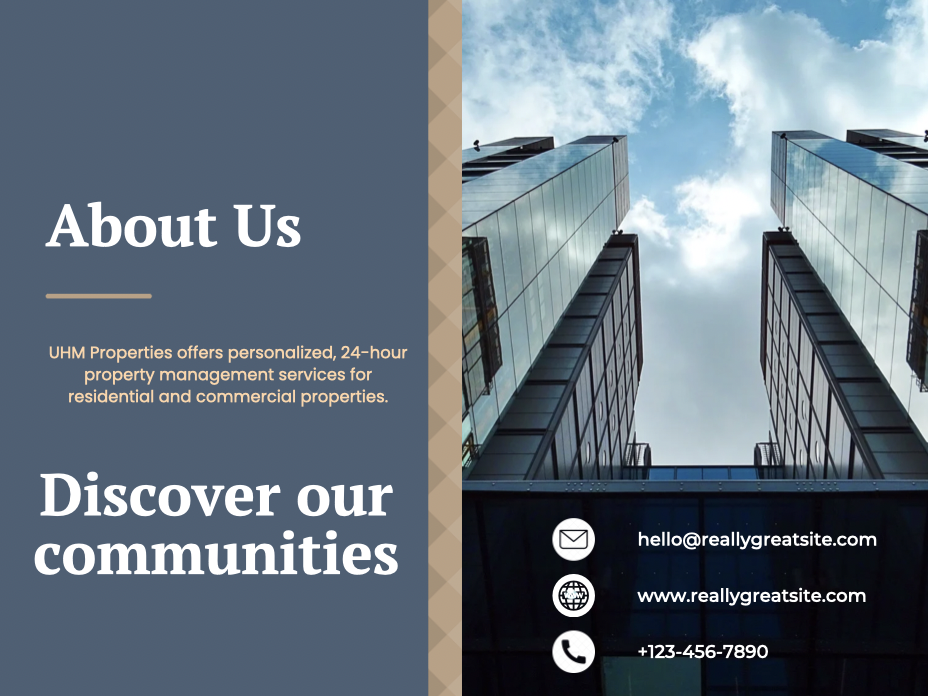 About Us
UHM Properties offers personalized, 24-hour
property management services for
residential and commercial properties.
Discover our
communities
hello@reallygreatsite.com
www.reallygreatsite.com
+123-456-7890